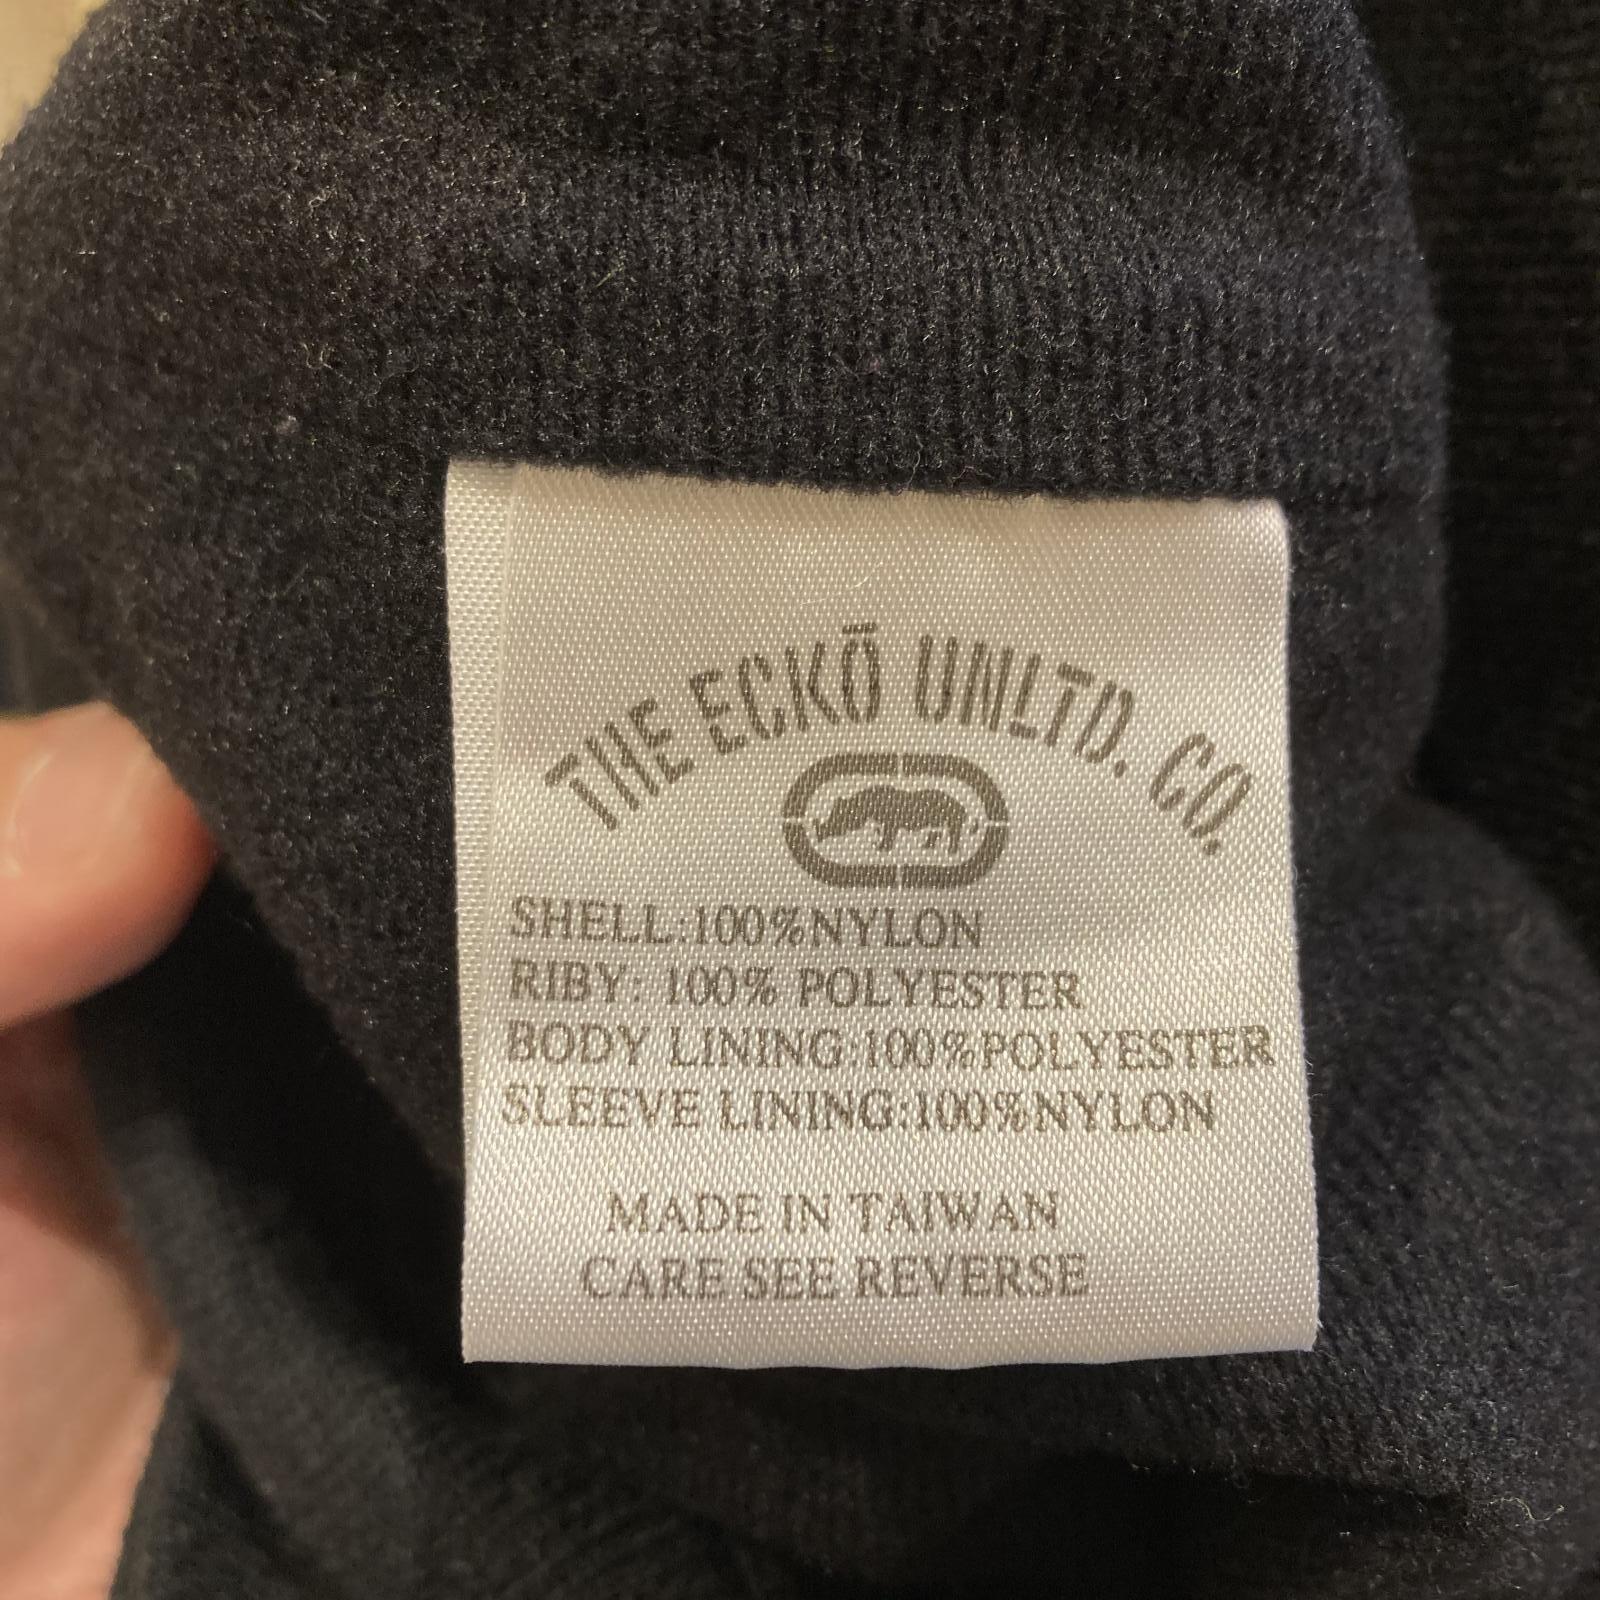 THE ECKŌ UNLTD. CO.
SHELL:100%NYLON
RIBY: 100% POLYESTER
BODY LINING:100%POLYESTER
SLEEVE LINING:100%NYLON
MADE IN TAIWAN
CARE SEE REVERSE